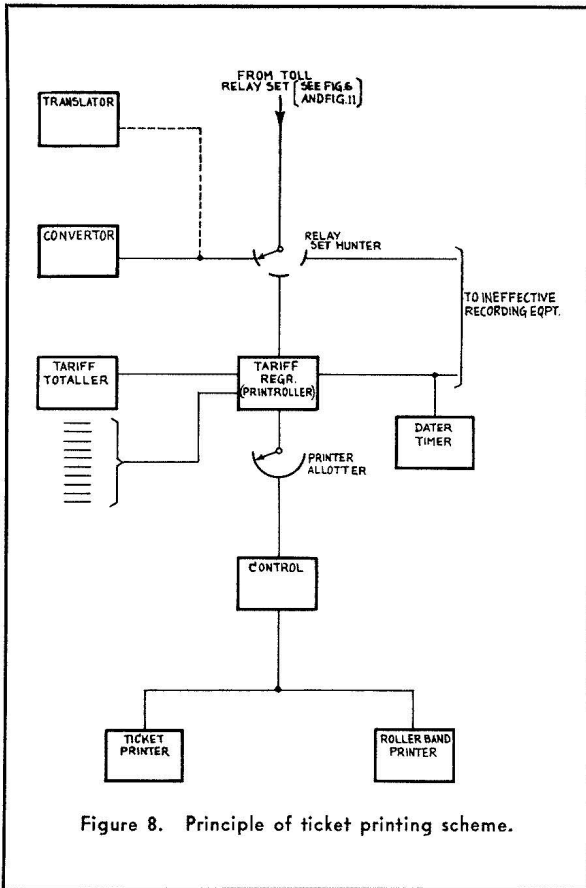 FROM TOLL
RELAY SET [SEE FIG.6
AND FIG.11]
TRANSLATOR
CONVERTOR
RELAY
SET HUNTER
TO INEFFECTIVE
RECORDING EQPT.
TARIFF
TOTALLER
TARIFF
REGR.
(PRINTROLLER)
DATER
TIMER
PRINTER
ALLOTTER
CONTROL
TICKET
PRINTER
ROLLER BAND
PRINTER
Figure 8. Principle of ticket printing scheme.